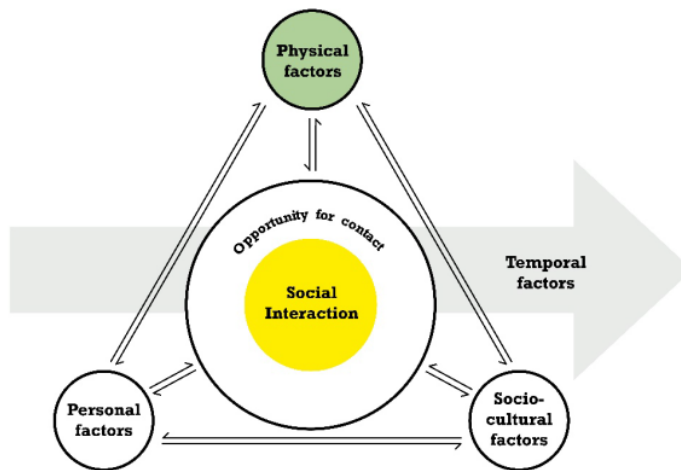 Physical
factors
Opportunity for contact
Social
Interaction
Temporal
factors
Personal
factors
Socio-
cultural
factors